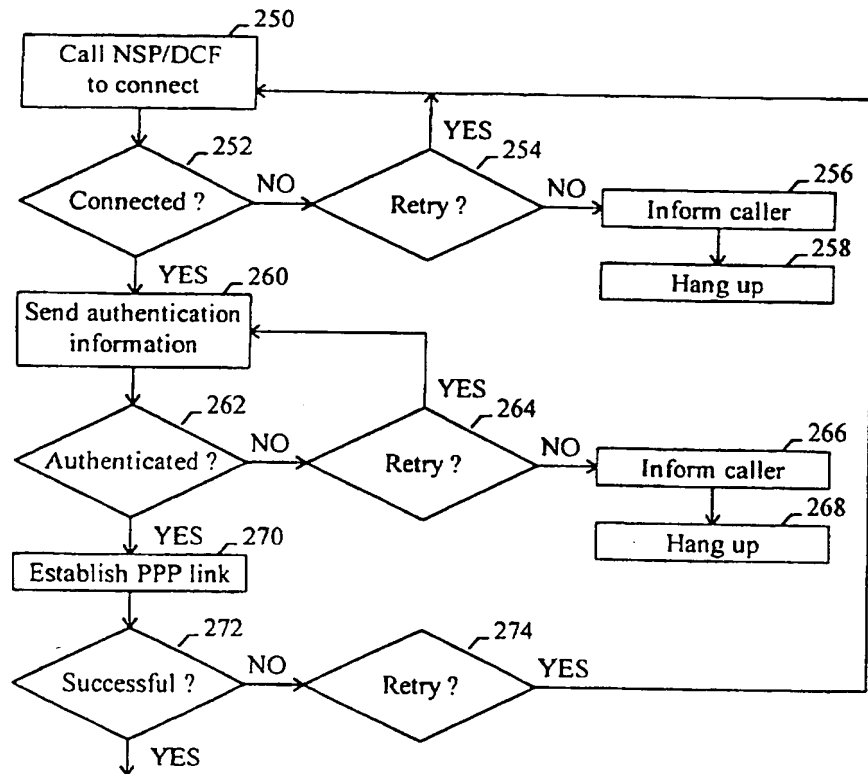 250
Call NSP/DCF
to connect
YES
252
254
256
Connected ?
NO
Retry ?
NO
Inform caller
258
YES
260
Hang up
Send authentication
information
YES
262
264
266
Authenticated ?
NO
Retry ?
NO
Inform caller
268
YES
270
Hang up
Establish PPP link
272
274
Successful ?
NO
Retry ?
YES
YES